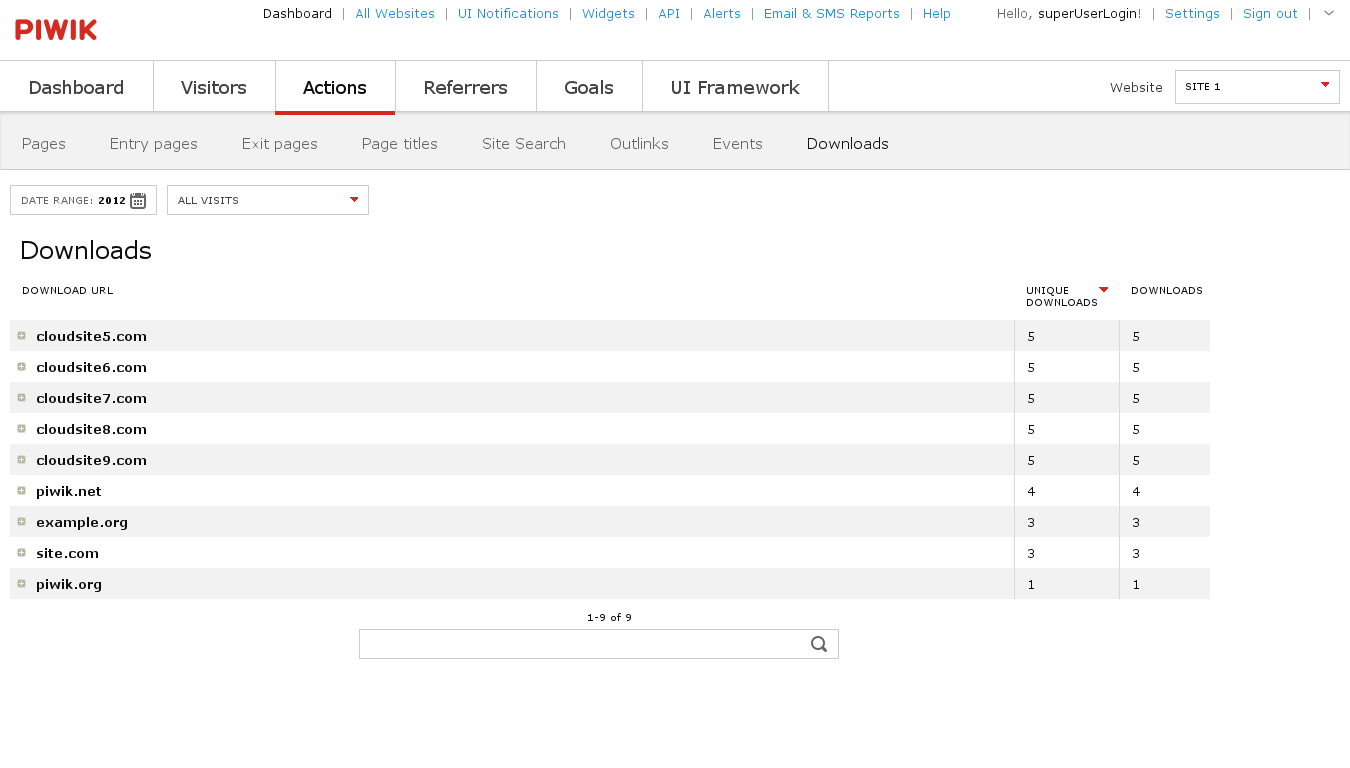 PIWIK
Dashboard | All Websites | UI Notifications | Widgets | API | Alerts | Email & SMS Reports | Help
Hello, superUserLogin! | Settings | Sign out |
Dashboard Visitors Actions Referrers Goals UI Framework
Website SITE 1
Pages Entry pages Exit pages Page titles Site Search Outlinks Events Downloads
DATE RANGE: 2012 ALL VISITS
Downloads
DOWNLOAD URL UNIQUE DOWNLOADS DOWNLOADS
cloudsite5.com 5 5
cloudsite6.com 5 5
cloudsite7.com 5 5
cloudsite8.com 5 5
cloudsite9.com 5 5
piwik.net 4 4
example.org 3 3
site.com 3 3
piwik.org 1 1
1-9 of 9